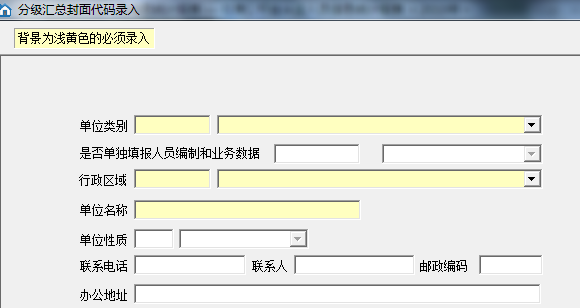 分级汇总封面代码录入
背景为浅黄色的必须录入
单位类别
是否单独填报人员编制和业务数据
行政区域
单位名称
单位性质
联系电话 联系人 邮政编码
办公地址